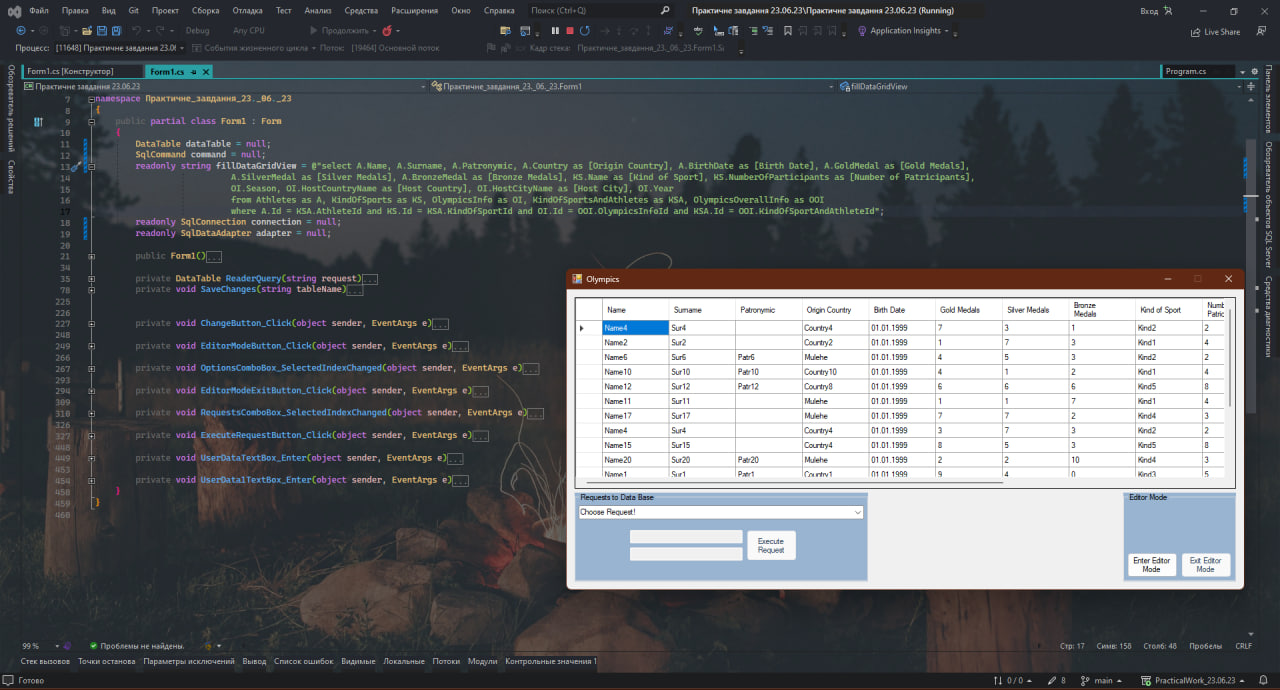 Файл Правка Вид Git Проект Сборка Отладка Тест Анализ Средства Расширения Окно Справка Поиск (Ctrl+Q) Практичне завдання 23.06.23\Практичне завдання 23.06.23 (Running) Вход
Debug Any CPU Продолжить Application Insights Live Share
Процесс: [11648] Практичне завдання 23.0 События жизненного цикла Поток: [19464] Основной поток Кадр стека: Практичне_завдання_23._06._23.Form1.S
Form1.cs [Конструктор] Form1.cs Program.cs
Практичне завдання 23.06.23 Практичне_завдання_23._06._23.Form1 fillDataGridView
Обозреватель решений
Свойства
7 namespace Практичне_завдання_23._06._23
8 {
9 public partial class Form1 : Form
10 {
11 DataTable dataTable = null;
12 SqlCommand command = null;
13 readonly string fillDataGridView = @"select A.Name, A.Surname, A.Patronymic, A.Country as [Origin Country], A.BirthDate as [Birth Date], A.GoldMedal as [Gold Medals],
14 A.SilverMedal as [Silver Medals], A.BronzeMedal as [Bronze Medals], KS.Name as [Kind of Sport], KS.NumberOfParticipants as [Number of Patricipants],
15 OI.Season, OI.HostCountryName as [Host Country], OI.HostCityName as [Host City], OI.Year
16 from Athletes as A, KindOfSports as KS, OlympicsInfo as OI, KindOfSportsAndAthletes as KSA, OlympicsOverallInfo as OOI
17 where A.Id = KSA.AthleteId and KS.Id = KSA.KindOfSportId and OI.Id = OOI.OlympicsInfoId and KSA.Id = OOI.KindOfSportAndAthleteId";
18 readonly SqlConnection connection = null;
19 readonly SqlDataAdapter adapter = null;
20
21 public Form1()...
34
35 private DataTable ReaderQuery(string request)...
78 private void SaveChanges(string tableName)...
225
226
227 private void ChangeButton_Click(object sender, EventArgs e)...
248
249 private void EditorModeButton_Click(object sender, EventArgs e)...
266
267 private void OptionsComboBox_SelectedIndexChanged(object sender, EventArgs e)...
293
294 private void EditorModeExitButton_Click(object sender, EventArgs e)...
309
310 private void RequestsComboBox_SelectedIndexChanged(object sender, EventArgs e)...
326
327 private void ExecuteRequestButton_Click(object sender, EventArgs e)...
448
449 private void UserDataTextBox_Enter(object sender, EventArgs e)...
453
454 private void UserData1TextBox_Enter(object sender, EventArgs e)...
458 }
459 }
460
Olympics
Name Surname Patronymic Origin Country Birth Date Gold Medals Silver Medals Bronze Medals Kind of Sport Numb Patric
Name4 Sur4 Country4 01.01.1999 7 3 1 Kind2 2
Name2 Sur2 Country2 01.01.1999 1 7 3 Kind1 4
Name6 Sur6 Patr6 Mulehe 01.01.1999 4 5 3 Kind2 2
Name10 Sur10 Patr10 Country10 01.01.1999 4 1 2 Kind1 4
Name12 Sur12 Patr12 Country8 01.01.1999 6 6 6 Kind5 8
Name11 Sur11 Mulehe 01.01.1999 1 1 7 Kind1 4
Name17 Sur17 Mulehe 01.01.1999 7 7 2 Kind4 3
Name4 Sur4 Country4 01.01.1999 3 7 3 Kind2 2
Name15 Sur15 Country4 01.01.1999 8 5 3 Kind5 8
Name20 Sur20 Patr20 Mulehe 01.01.1999 2 2 10 Kind4 3
Name1 Sur1 Patr1 Country1 01.01.1999 9 4 0 Kind3 5
Requests to Data Base
Choose Request!
Execute Request
Editor Mode
Enter Editor Mode
Exit Editor Mode
Панель элементов
Обозреватель объектов SQL Server
Средства диагностики
99 % Проблемы не найдены. Стр: 17 Симв: 158 Столб: 48 Пробелы CRLF
Стек вызовов Точки останова Параметры исключений Вывод Список ошибок Видимые Локальные Потоки Модули Контрольные значения 1
Готово 0 / 0 8 main PracticalWork_23.06.23